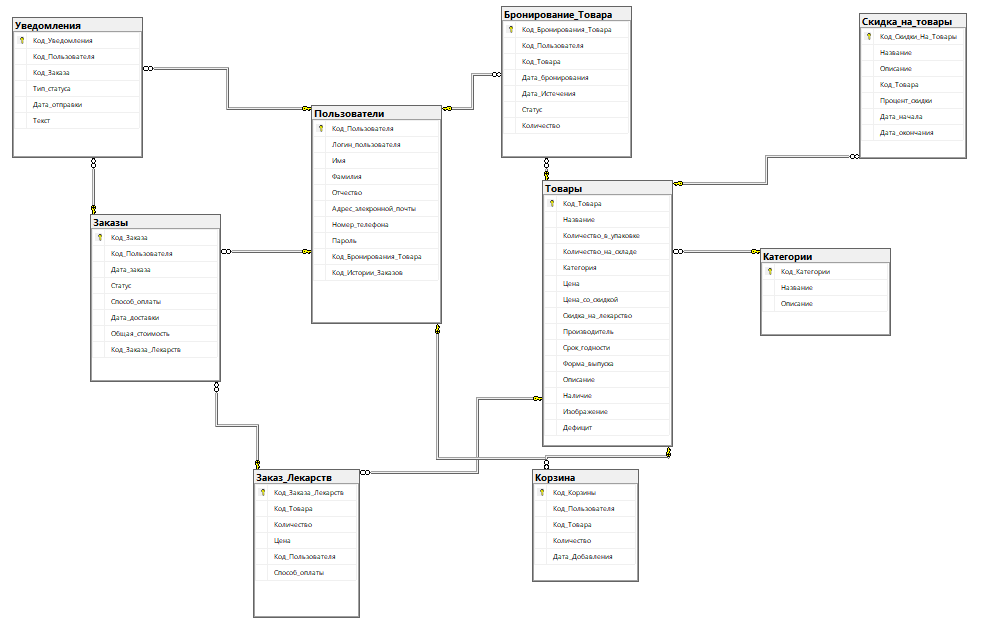 Уведомления
Код_Уведомления
Код_Пользователя
Код_Заказа
Тип_статуса
Дата_отправки
Текст
Бронирование_Товара
Код_Бронирования_Товара
Код_Пользователя
Код_Товара
Дата_бронирования
Дата_Истечения
Статус
Количество
Скидка_на_товары
Код_Скидки_На_Товары
Название
Описание
Код_Товара
Процент_скидки
Дата_начала
Дата_окончания
Пользователи
Код_Пользователя
Логин_пользователя
Имя
Фамилия
Отчество
Адрес_элекронной_почты
Номер_телефона
Пароль
Код_Бронирования_Товара
Код_Истории_Заказов
Товары
Код_Товара
Название
Количество_в_упаковке
Количество_на_складе
Категория
Цена
Цена_со_скидкой
Скидка_на_лекарство
Производитель
Срок_годности
Форма_выпуска
Описание
Наличие
Изображение
Дефицит
Заказы
Код_Заказа
Код_Пользователя
Дата_заказа
Статус
Способ_оплаты
Дата_доставки
Общая_стоимость
Код_Заказа_Лекарств
Категории
Код_Категории
Название
Описание
Заказ_Лекарств
Код_Заказа_Лекарств
Код_Товара
Количество
Цена
Код_Пользователя
Способ_оплаты
Корзина
Код_Корзины
Код_Пользователя
Код_Товара
Количество
Дата_Добавления